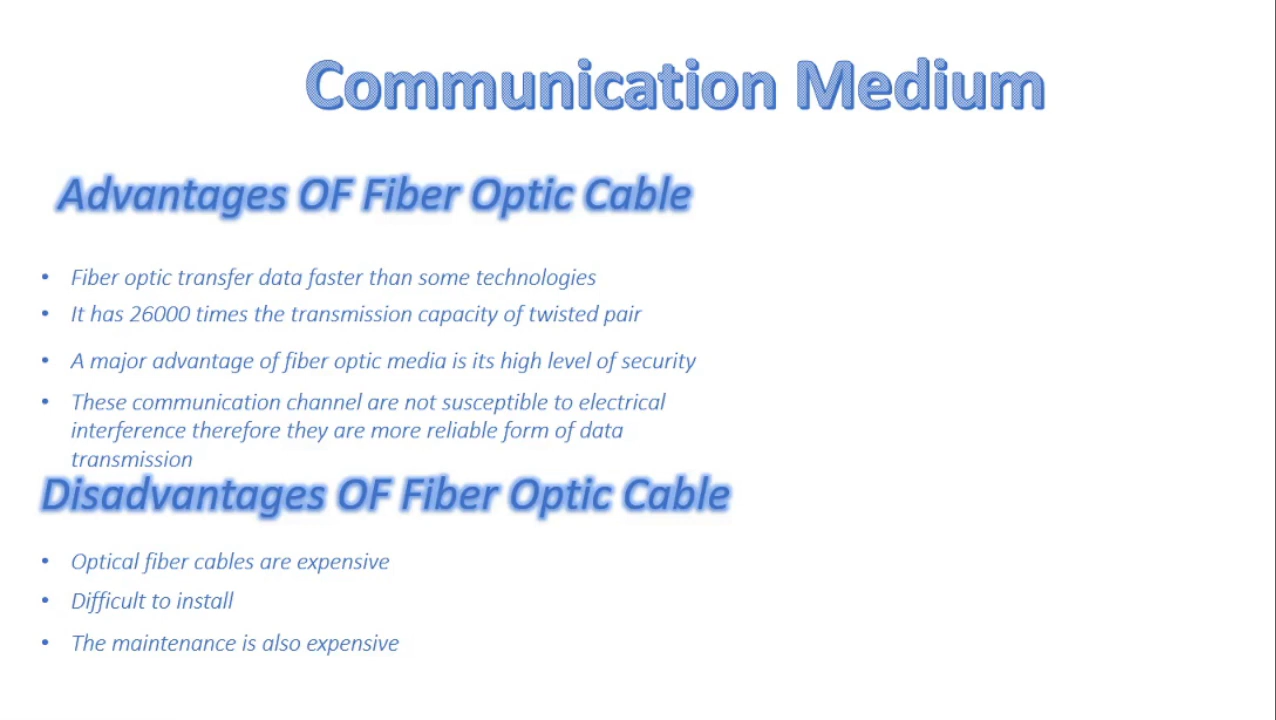 Communication Medium
Advantages OF Fiber Optic Cable
• Fiber optic transfer data faster than some technologies
• It has 26000 times the transmission capacity of twisted pair
• A major advantage of fiber optic media is its high level of security
• These communication channel are not susceptible to electrical
interference therefore they are more reliable form of data
transmission
Disadvantages OF Fiber Optic Cable
• Optical fiber cables are expensive
• Difficult to install
• The maintenance is also expensive